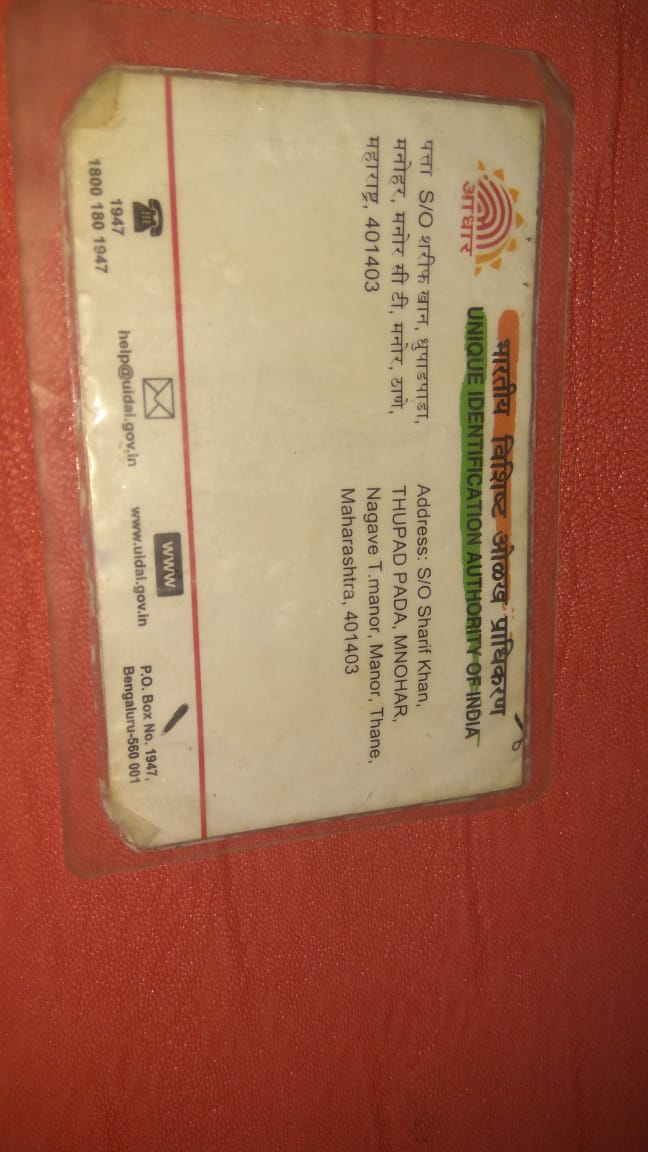 भारतीय विशिष्ट ओळख प्राधिकरण
UNIQUE IDENTIFICATION AUTHORITY OF INDIA
आधार
पत्ता S/O शरीफ खान, थुपाडपाडा,
मनोहर, मनोर सी टी, मनोर, ठाणे,
महाराष्ट्र, 401403
Address: S/O Sharif Khan,
THUPAD PADA, MNOHAR,
Nagave T.manor, Manor, Thane,
Maharashtra, 401403
1947
1800 180 1947
help@uidai.gov.in
WWW
www.uidai.gov.in
P.O. Box No. 1947,
Bengaluru-560 001